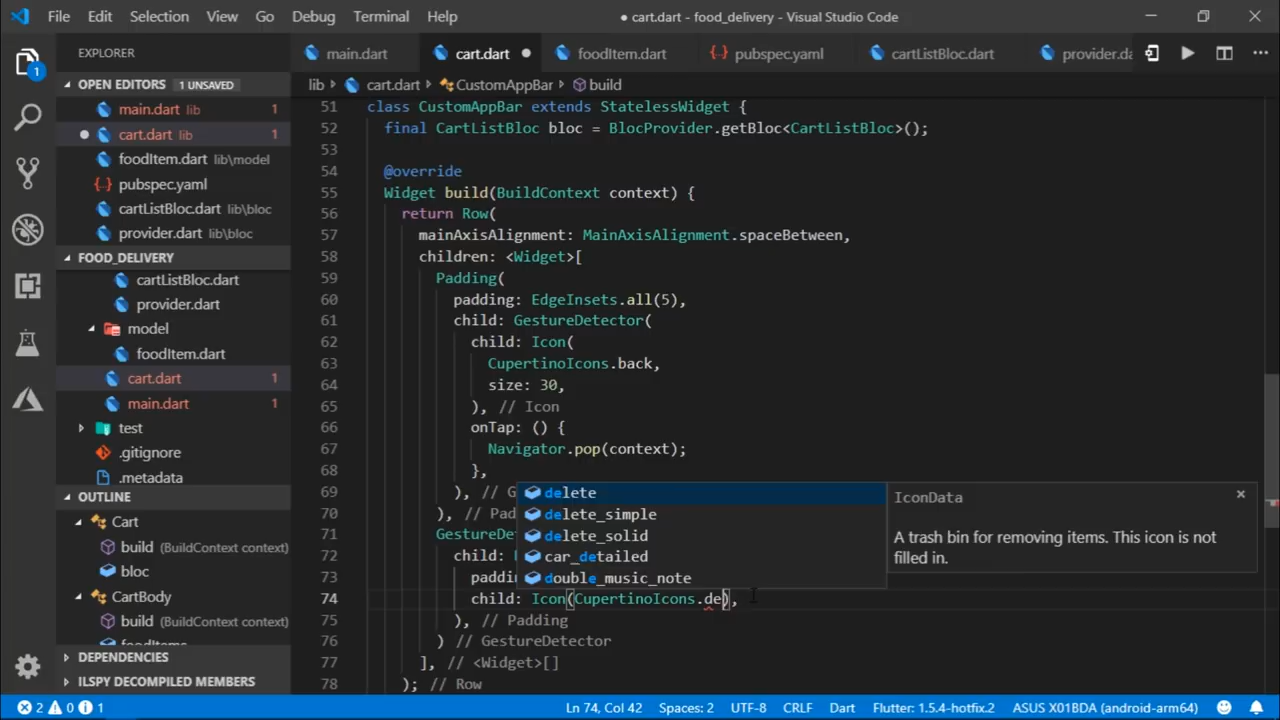 File Edit Selection View Go Debug Terminal Help
● cart.dart - food_delivery - Visual Studio Code
EXPLORER
main.dart
cart.dart
foodItem.dart
pubspec.yaml
cartListBloc.dart
provider.da
OPEN EDITORS 1 UNSAVED
main.dart lib 1
cart.dart lib 1
foodItem.dart lib\model
pubspec.yaml
cartListBloc.dart lib\bloc
provider.dart lib\bloc
FOOD_DELIVERY
cartListBloc.dart
provider.dart
model
foodItem.dart
cart.dart 1
main.dart 1
test
.gitignore
.metadata
OUTLINE
Cart
build (BuildContext context)
bloc
CartBody
build (BuildContext context)
foodItems
DEPENDENCIES
ILSPY DECOMPILED MEMBERS
1
lib cart.dart CustomAppBar build
51 class CustomAppBar extends StatelessWidget {
52 final CartListBloc bloc = BlocProvider.getBloc<CartListBloc>();
53
54 @override
55 Widget build(BuildContext context) {
56 return Row(
57 mainAxisAlignment: MainAxisAlignment.spaceBetween,
58 children: <Widget>[
59 Padding(
60 padding: EdgeInsets.all(5),
61 child: GestureDetector(
62 child: Icon(
63 CupertinoIcons.back,
64 size: 30,
65 ), // Icon
66 onTap: () {
67 Navigator.pop(context);
68 },
69 ), // G
70 ), // Pad
71 GestureDe
72 child:
73 paddin
74 child: Icon(CupertinoIcons.de),
75 ), // Padding
76 ) // GestureDetector
77 ], // <Widget>[]
78 ); // Row
delete
delete_simple
delete_solid
car_detailed
double_music_note
IconData
A trash bin for removing items. This icon is not
filled in.
2 0 1
Ln 74, Col 42 Spaces: 2 UTF-8 CRLF Dart Flutter: 1.5.4-hotfix.2 ASUS X01BDA (android-arm64)